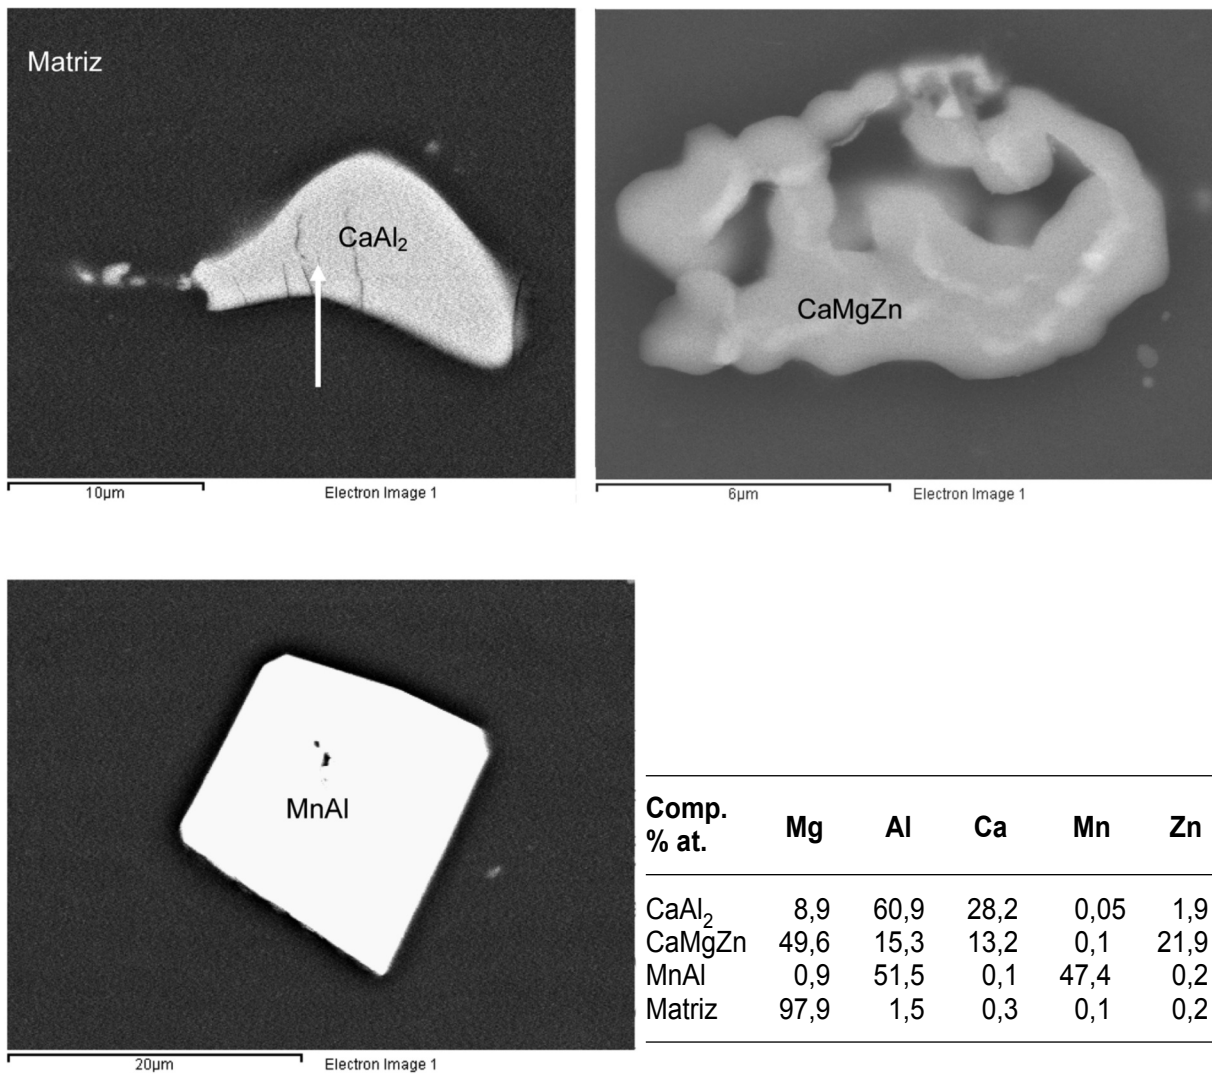 Matriz
CaAl₂
10µm Electron Image 1
CaMgZn
6µm Electron Image 1
MnAl
20µm Electron Image 1
Comp. % at. Mg Al Ca Mn Zn
CaAl₂ 8,9 60,9 28,2 0,05 1,9
CaMgZn 49,6 15,3 13,2 0,1 21,9
MnAl 0,9 51,5 0,1 47,4 0,2
Matriz 97,9 1,5 0,3 0,1 0,2